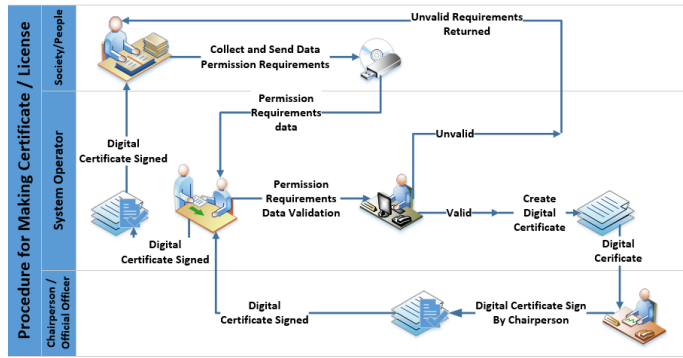 Procedure for Making Certificate / License
Society/People
System Operator
Chairperson /
Official Officer
Unvalid Requirements
Returned
Collect and Send Data
Permission Requirements
Permission
Requirements
data
Unvalid
Digital
Certificate Signed
Permission
Requirements
Data Validation
Valid
Create
Digital
Certificate
Digital
Certificate Signed
Digital
Cerificate
Digital
Certificate Signed
Digital Certificate Sign
By Chairperson